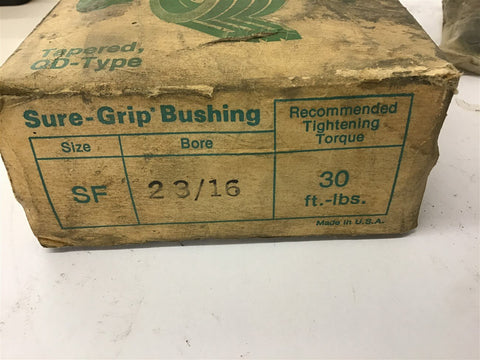 Tapered,
QD-Type
Sure-Grip® Bushing
Recommended
Tightening
Torque
Size
Bore
SF
2 3/16
30
ft.-lbs.
Made in U.S.A.